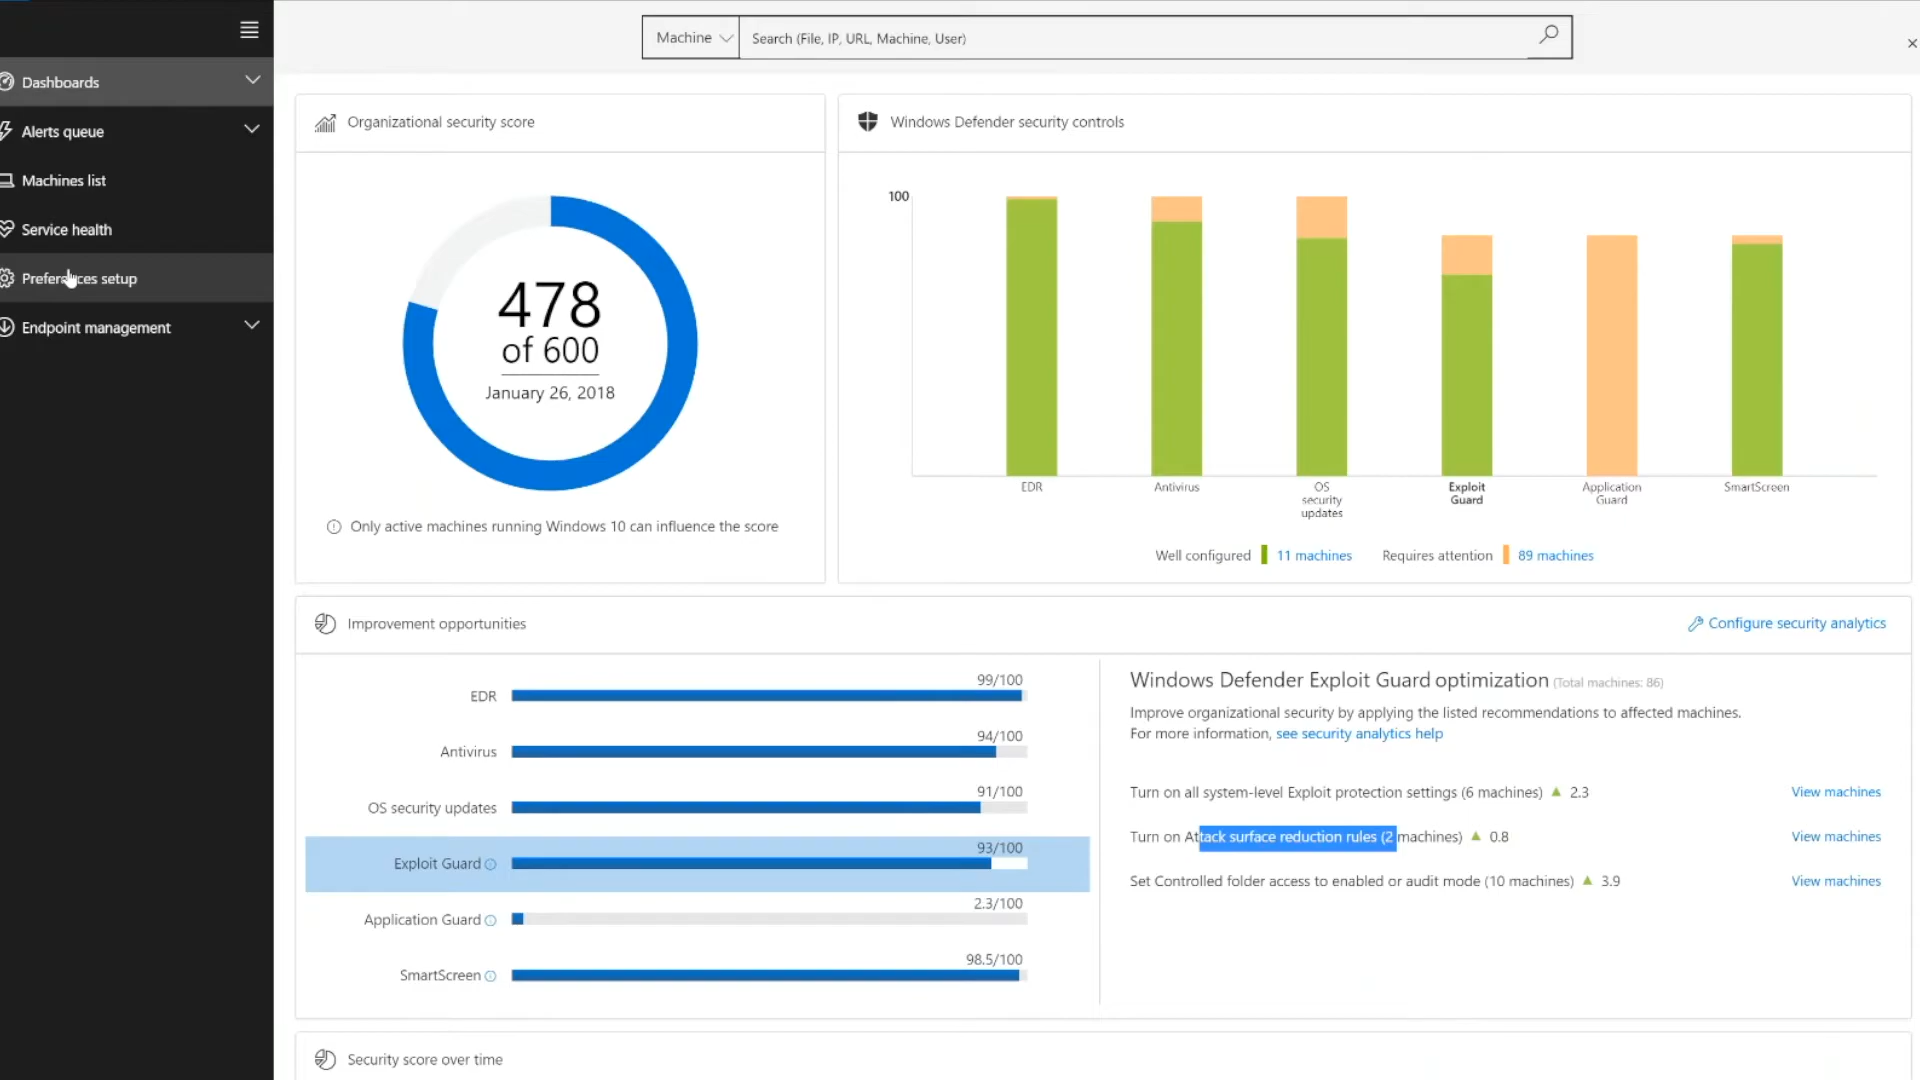 Machine
Search (File, IP, URL, Machine, User)
Dashboards
Alerts queue
Machines list
Service health
Preferences setup
Endpoint management
Organizational security score
478
of 600
January 26, 2018
Only active machines running Windows 10 can influence the score
Windows Defender security controls
100
EDR
Antivirus
OS
security
updates
Exploit
Guard
Application
Guard
SmartScreen
Well configured 11 machines Requires attention 89 machines
Improvement opportunities
Configure security analytics
EDR 99/100
Antivirus 94/100
OS security updates 91/100
Exploit Guard 93/100
Application Guard 2.3/100
SmartScreen 98.5/100
Windows Defender Exploit Guard optimization (Total machines: 86)
Improve organizational security by applying the listed recommendations to affected machines.
For more information, see security analytics help
Turn on all system-level Exploit protection settings (6 machines) 2.3 View machines
Turn on Attack surface reduction rules (2 machines) 0.8 View machines
Set Controlled folder access to enabled or audit mode (10 machines) 3.9 View machines
Security score over time